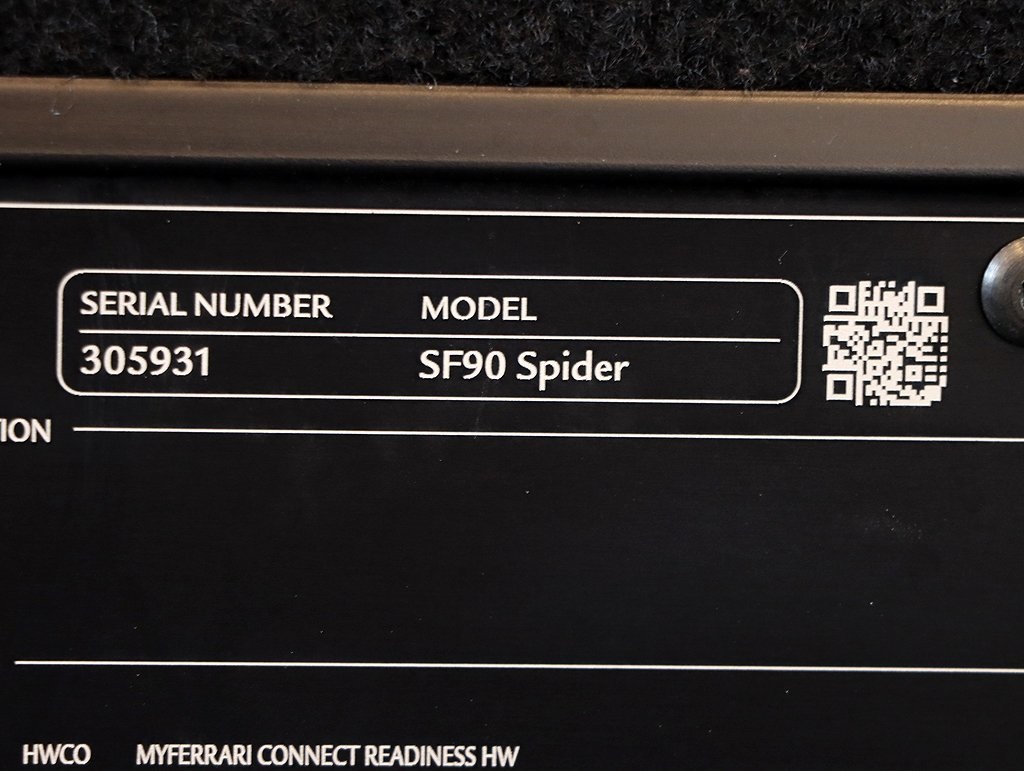 SERIAL NUMBER MODEL
305931 SF90 Spider
ION
HWCO MYFERRARI CONNECT READINESS HW